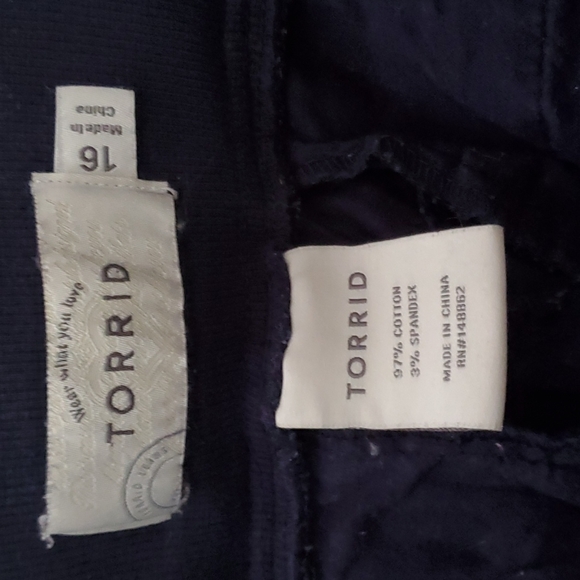 16
Made In
China
Wear what you love
TORRID
TORRID
97% COTTON
3% SPANDEX
MADE IN CHINA
RN#148862